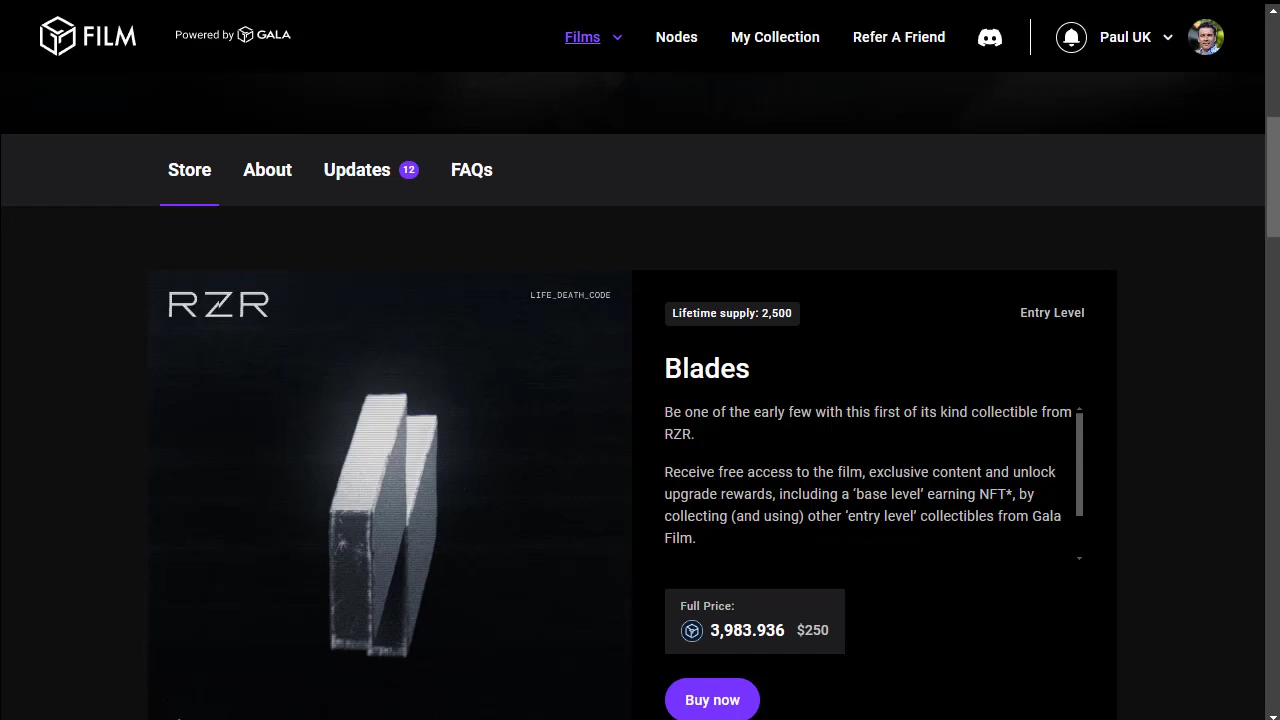 FILM
Powered by GALA
Films
Nodes
My Collection
Refer A Friend
Paul UK
Store
About
Updates 12
FAQs
RZR
LIFE_DEATH_CODE
Lifetime supply: 2,500
Entry Level
Blades
Be one of the early few with this first of its kind collectible from
RZR.
Receive free access to the film, exclusive content and unlock
upgrade rewards, including a ‘base level’ earning NFT*, by
collecting (and using) other ‘entry level’ collectibles from Gala
Film.
Full Price:
3,983.936 $250
Buy now